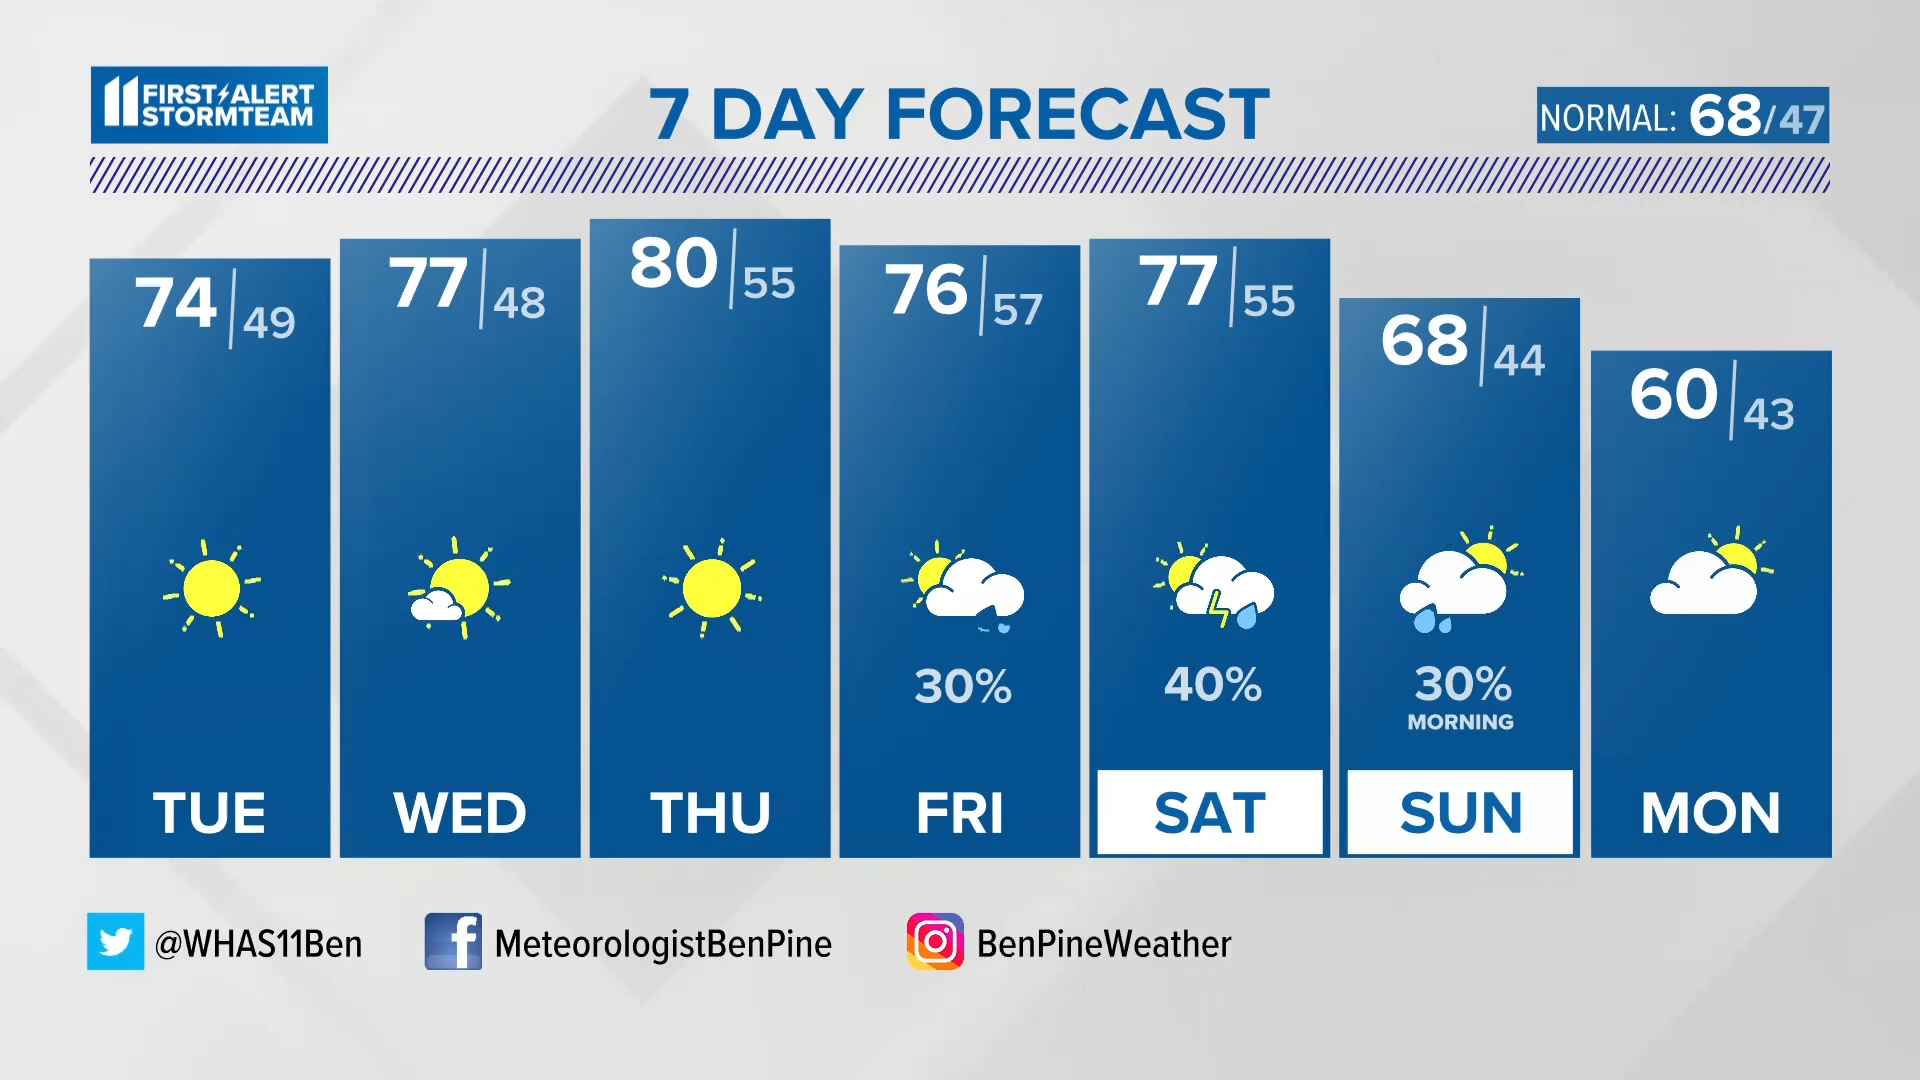 FIRST ALERT
STORMTEAM
7 DAY FORECAST
NORMAL: 68/47
74/49
77/48
80/55
76/57
77/55
68/44
60/43
30%
40%
30%
MORNING
TUE
WED
THU
FRI
SAT
SUN
MON
@WHAS11Ben
MeteorologistBenPine
BenPineWeather